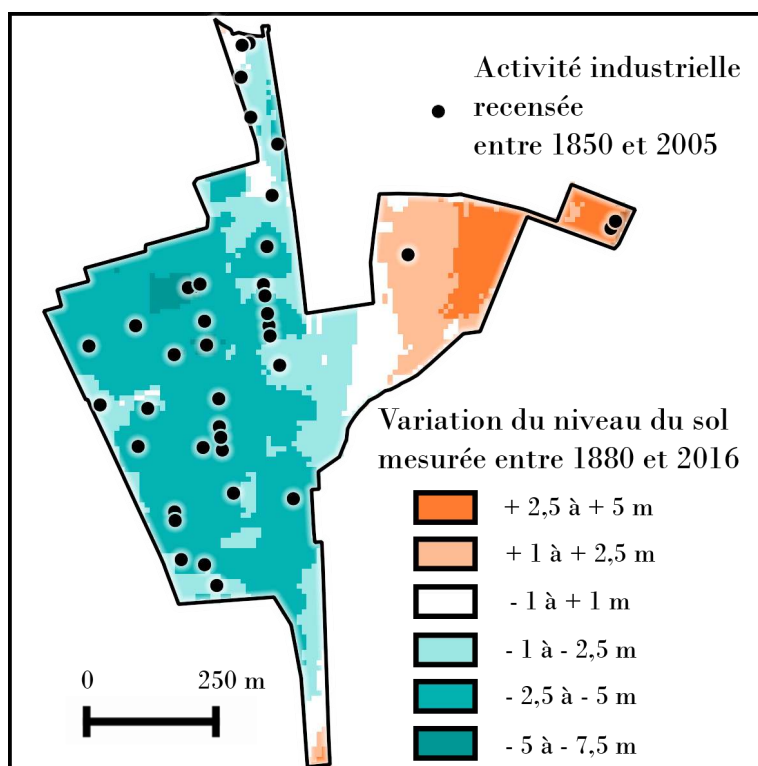 Activité industrielle
recensée
entre 1850 et 2005
Variation du niveau du sol
mesurée entre 1880 et 2016
+ 2,5 à + 5 m
+ 1 à + 2,5 m
- 1 à + 1 m
- 1 à - 2,5 m
- 2,5 à - 5 m
- 5 à - 7,5 m
0 250 m